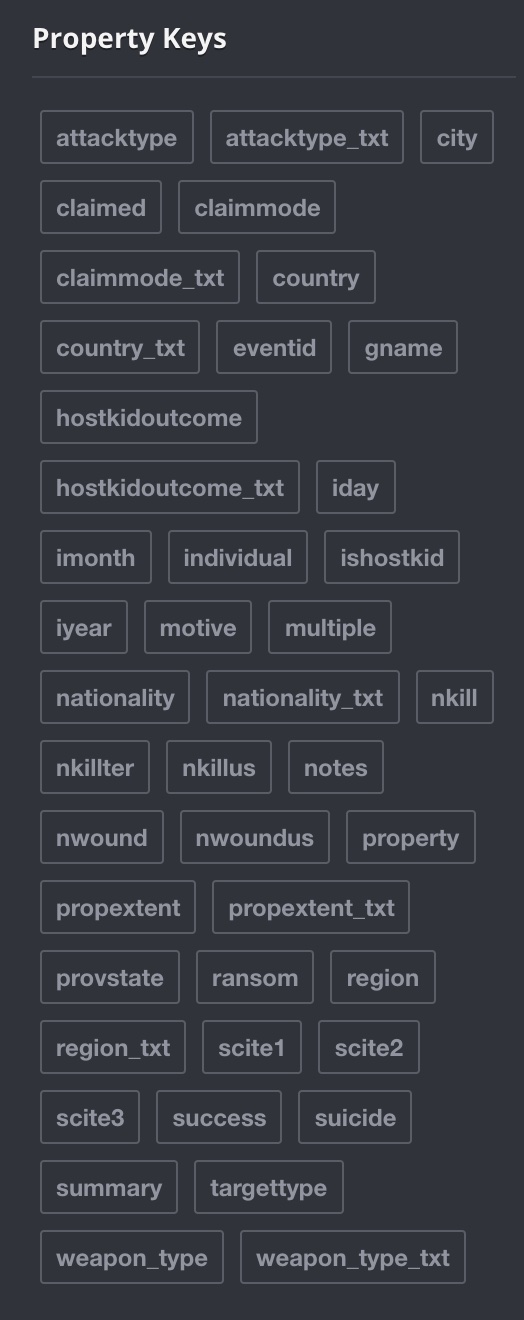 Property Keys
attacktype attacktype_txt city
claimed claimmode
claimmode_txt country
country_txt eventid gname
hostkidoutcome
hostkidoutcome_txt iday
imonth individual ishostkid
iyear motive multiple
nationality nationality_txt nkill
nkillter nkillus notes
nwound nwoundus property
propextent propextent_txt
provstate ransom region
region_txt scite1 scite2
scite3 success suicide
summary targettype
weapon_type weapon_type_txt